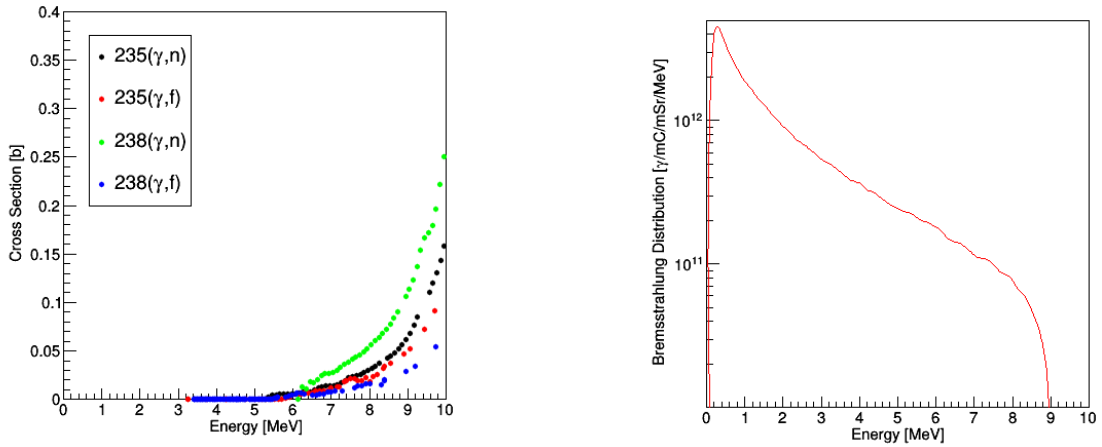 0.4
0.35
0.3
0.25
0.2
0.15
0.1
0.05
0
Cross Section [b]
235(γ,n)
235(γ,f)
238(γ,n)
238(γ,f)
0 1 2 3 4 5 6 7 8 9 10
Energy [MeV]
Bremsstrahlung Distribution [γ/mC/mSr/MeV]
10¹²
10¹¹
0 1 2 3 4 5 6 7 8 9 10
Energy [MeV]